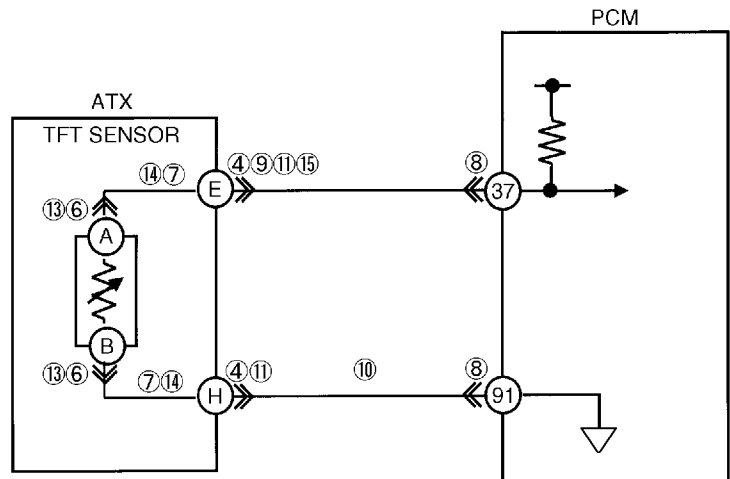 PCM
ATX
TFT SENSOR
⑭⑦
E
④⑨⑪⑮
⑧
37
⑬⑥
A
B
⑬⑥
⑦⑭
H
④⑪
⑩
⑧
91